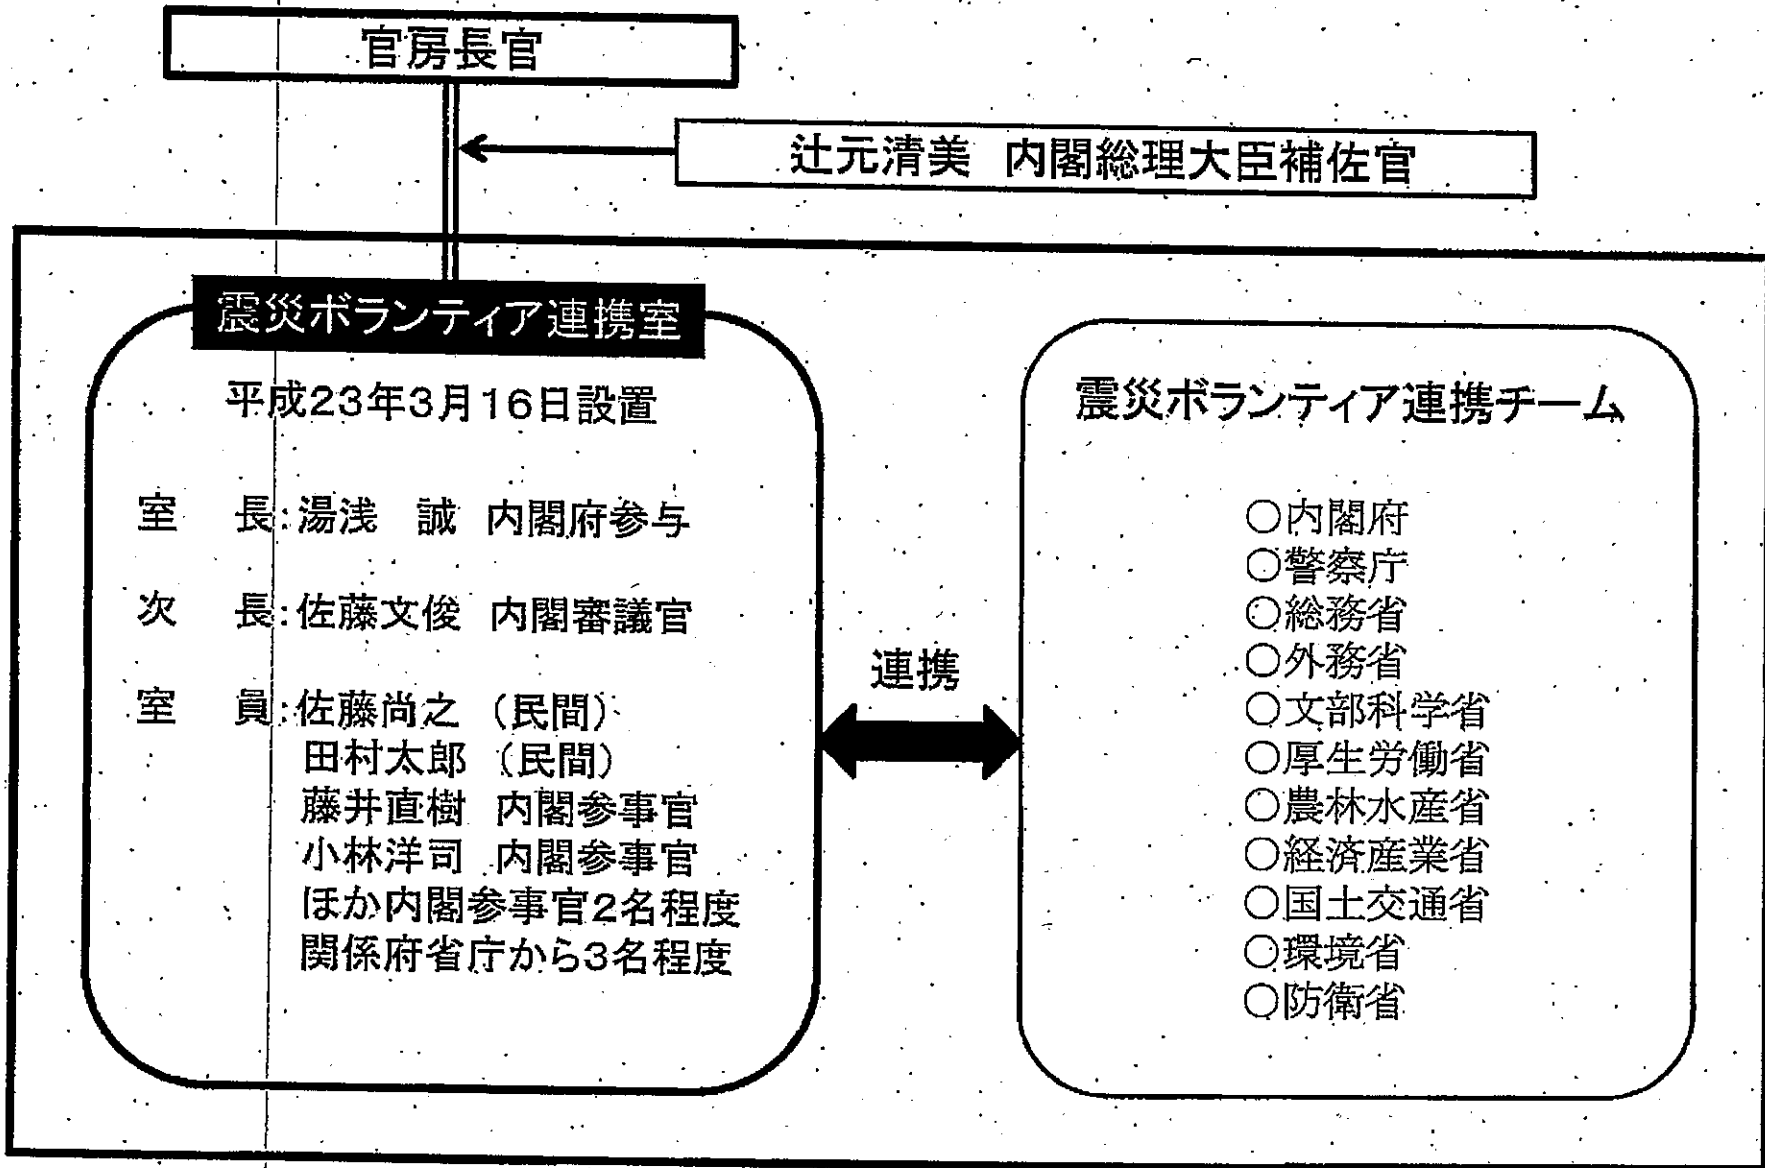 官房長官
辻元清美 内閣総理大臣補佐官
震災ボランティア連携室
平成23年3月16日設置
室 長:湯浅 誠 内閣府参与
次 長:佐藤文俊 内閣審議官
室 員:佐藤尚之 (民間)
田村太郎 (民間)
藤井直樹 内閣参事官
小林洋司 内閣参事官
ほか内閣参事官2名程度
関係府省庁から3名程度
連携
震災ボランティア連携チーム
○内閣府
○警察庁
○総務省
○外務省
○文部科学省
○厚生労働省
○農林水産省
○経済産業省
○国土交通省
○環境省
○防衛省